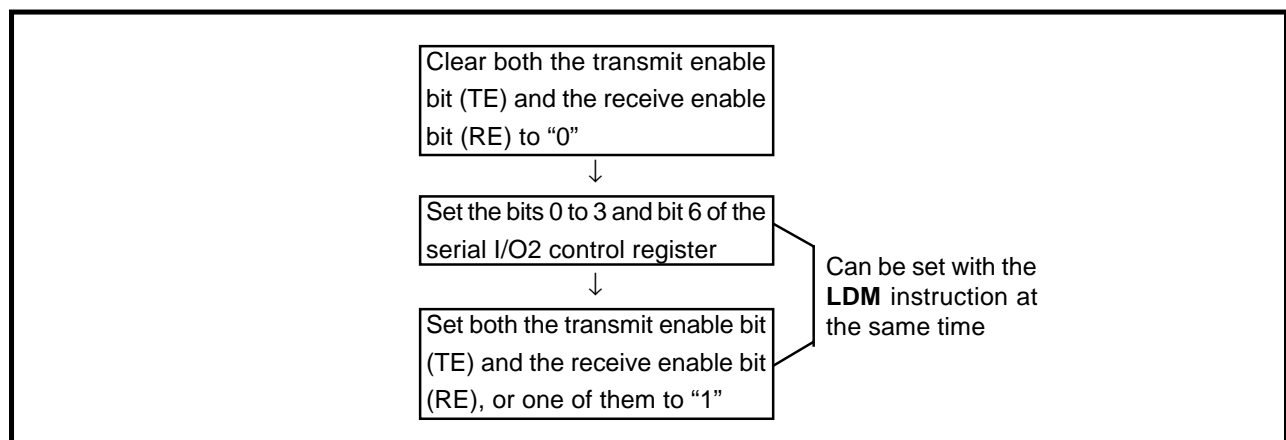 Clear both the transmit enable
bit (TE) and the receive enable
bit (RE) to “0”
↓
Set the bits 0 to 3 and bit 6 of the
serial I/O2 control register
↓
Set both the transmit enable bit
(TE) and the receive enable bit
(RE), or one of them to “1”
Can be set with the
LDM instruction at
the same time